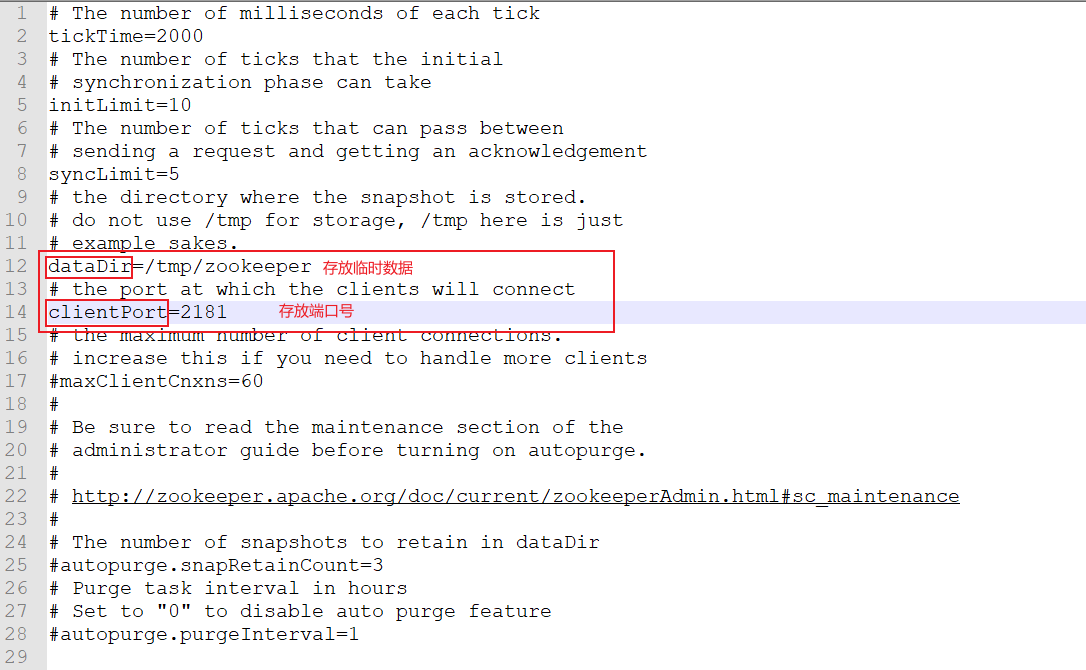 1 # The number of milliseconds of each tick
2 tickTime=2000
3 # The number of ticks that the initial
4 # synchronization phase can take
5 initLimit=10
6 # The number of ticks that can pass between
7 # sending a request and getting an acknowledgement
8 syncLimit=5
9 # the directory where the snapshot is stored.
10 # do not use /tmp for storage, /tmp here is just
11 # example sakes.
12 dataDir=/tmp/zookeeper 存放临时数据
13 # the port at which the clients will connect
14 clientPort=2181 存放端口号
15 # the maximum number of client connections.
16 # increase this if you need to handle more clients
17 #maxClientCnxns=60
18 #
19 # Be sure to read the maintenance section of the
20 # administrator guide before turning on autopurge.
21 #
22 # http://zookeeper.apache.org/doc/current/zookeeperAdmin.html#sc_maintenance
23 #
24 # The number of snapshots to retain in dataDir
25 #autopurge.snapRetainCount=3
26 # Purge task interval in hours
27 # Set to "0" to disable auto purge feature
28 #autopurge.purgeInterval=1
29